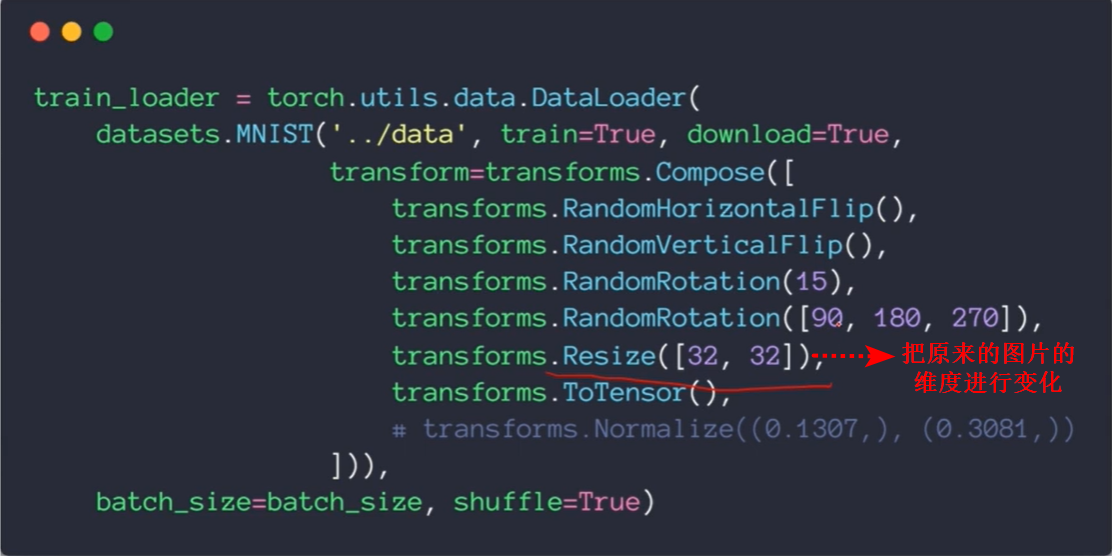 train_loader = torch.utils.data.DataLoader(
datasets.MNIST('../data', train=True, download=True,
transform=transforms.Compose([
transforms.RandomHorizontalFlip(),
transforms.RandomVerticalFlip(),
transforms.RandomRotation(15),
transforms.RandomRotation([90, 180, 270]),
transforms.Resize([32, 32]),
把原来的图片的
维度进行变化
transforms.ToTensor(),
# transforms.Normalize((0.1307,), (0.3081,))
])),
batch_size=batch_size, shuffle=True)